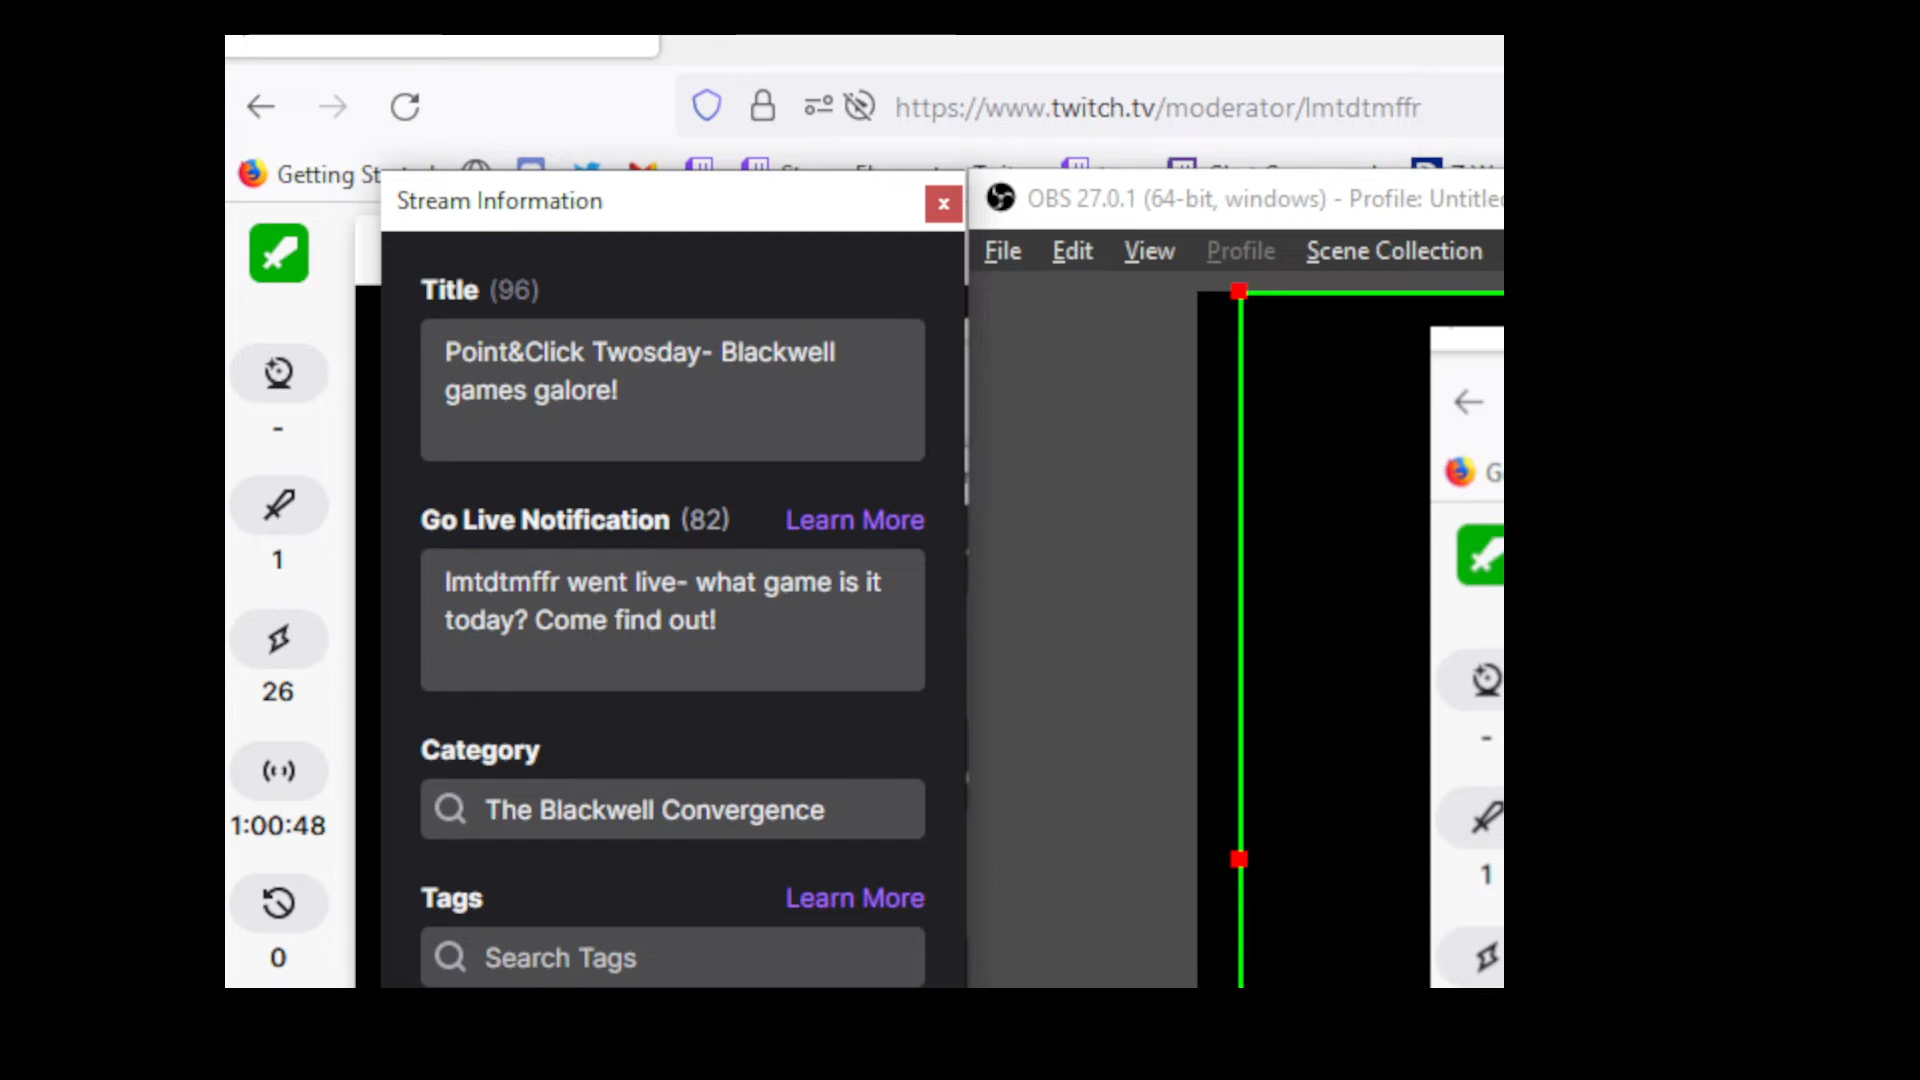 https://www.twitch.tv/moderator/lmtdtmffr
Getting St
Stream Information
x
OBS 27.0.1 (64-bit, windows) - Profile: Untitled
File Edit View Profile Scene Collection
Title (96)
Point&Click Twosday- Blackwell
games galore!
-
1
Go Live Notification (82) Learn More
lmtdtmffr went live- what game is it
today? Come find out!
26
Category
The Blackwell Convergence
1:00:48
Tags Learn More
Search Tags
0
G
-
1